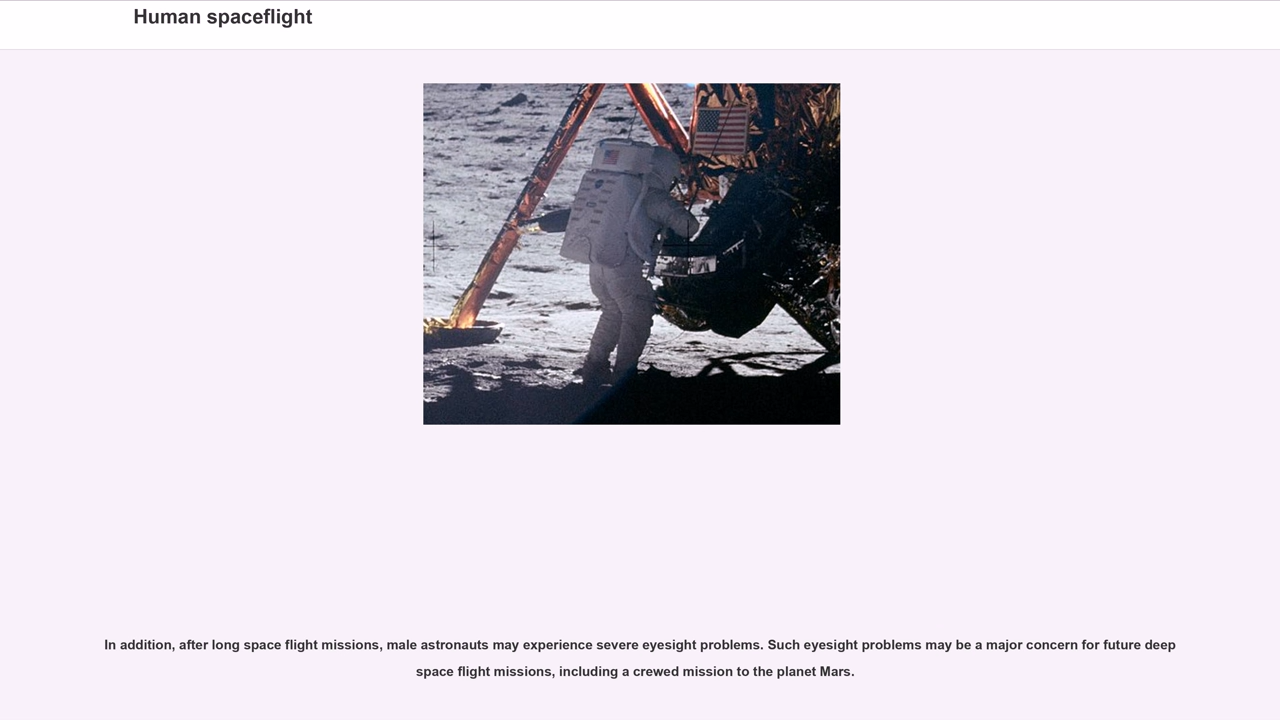 Human spaceflight
In addition, after long space flight missions, male astronauts may experience severe eyesight problems. Such eyesight problems may be a major concern for future deep
space flight missions, including a crewed mission to the planet Mars.